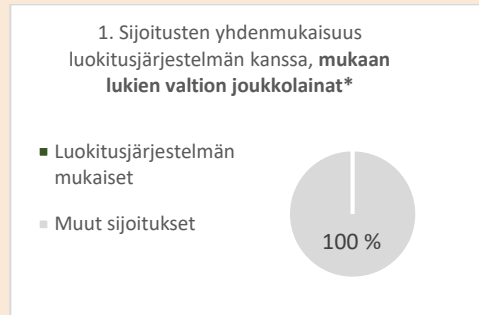 1. Sijoitusten yhdenmukaisuus
luokitusjärjestelmän kanssa, mukaan
lukien valtion joukkolainat*
Luokitusjärjestelmän
mukaiset
Muut sijoitukset
100 %